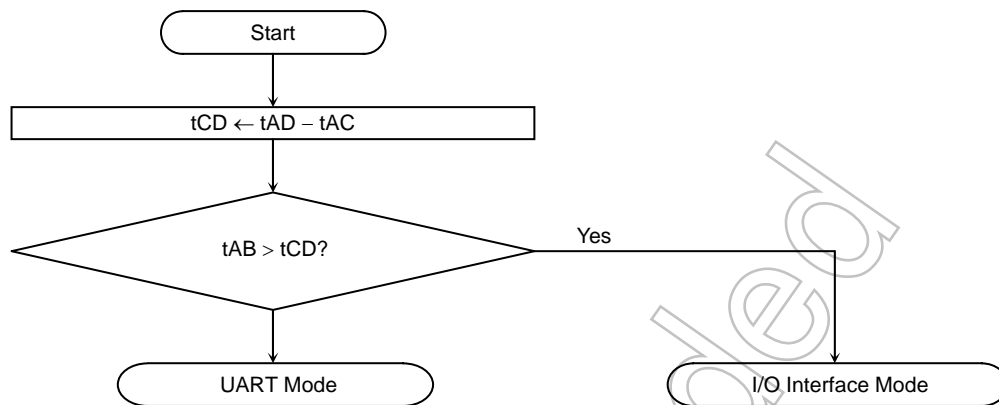 Start
tCD ← tAD − tAC
tAB > tCD?
Yes
UART Mode
I/O Interface Mode